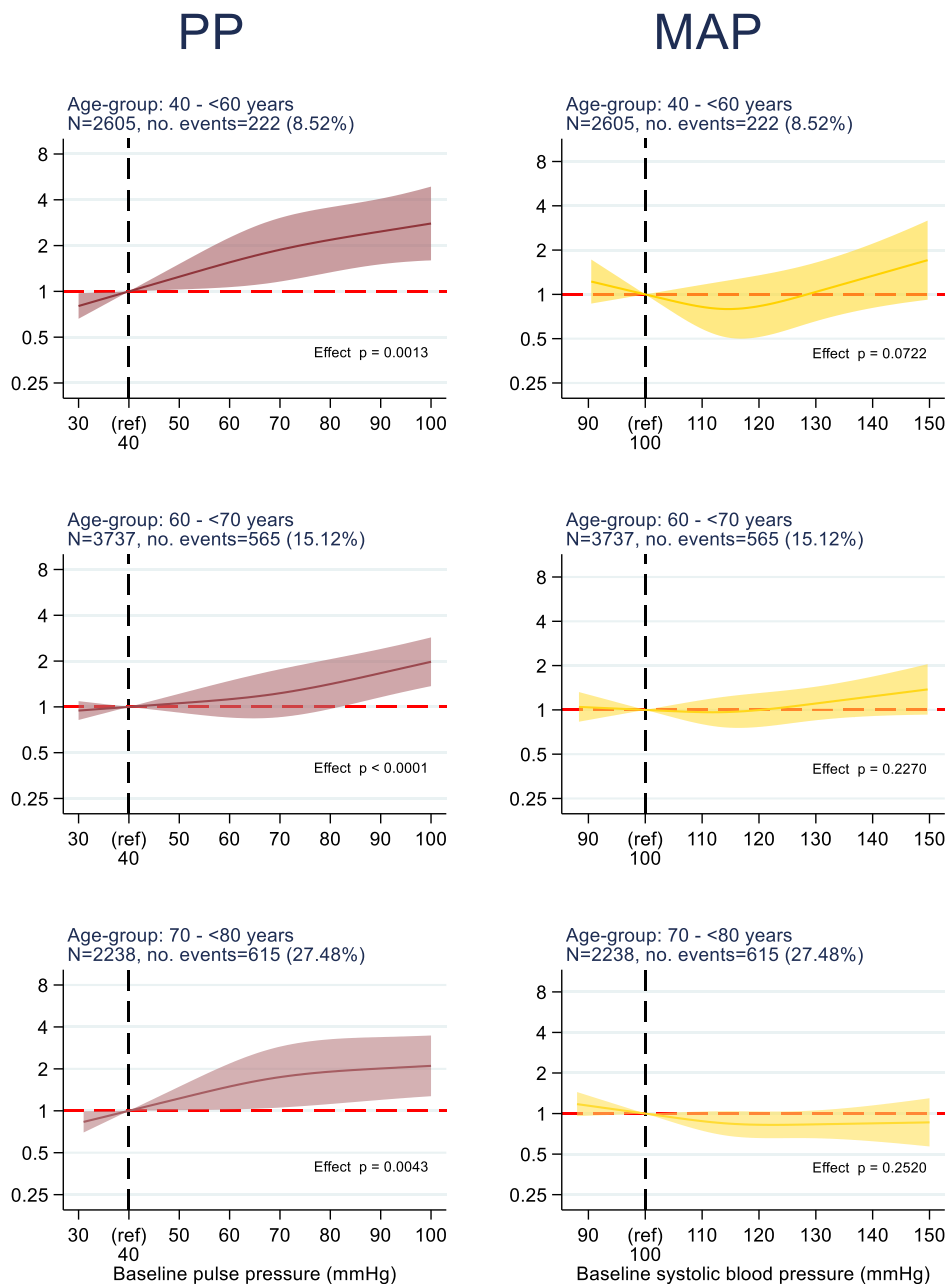 PP
MAP
Age-group: 40 - <60 years
N=2605, no. events=222 (8.52%)
8
4
2
1
0.5
0.25
Effect p = 0.0013
30 (ref) 50 60 70 80 90 100
40
Age-group: 40 - <60 years
N=2605, no. events=222 (8.52%)
8
4
2
1
0.5
0.25
Effect p = 0.0722
90 (ref) 110 120 130 140 150
100
Age-group: 60 - <70 years
N=3737, no. events=565 (15.12%)
8
4
2
1
0.5
0.25
Effect p < 0.0001
30 (ref) 50 60 70 80 90 100
40
Age-group: 60 - <70 years
N=3737, no. events=565 (15.12%)
8
4
2
1
0.5
0.25
Effect p = 0.2270
90 (ref) 110 120 130 140 150
100
Age-group: 70 - <80 years
N=2238, no. events=615 (27.48%)
8
4
2
1
0.5
0.25
Effect p = 0.0043
30 (ref) 50 60 70 80 90 100
40
Baseline pulse pressure (mmHg)
Age-group: 70 - <80 years
N=2238, no. events=615 (27.48%)
8
4
2
1
0.5
0.25
Effect p = 0.2520
90 (ref) 110 120 130 140 150
100
Baseline systolic blood pressure (mmHg)